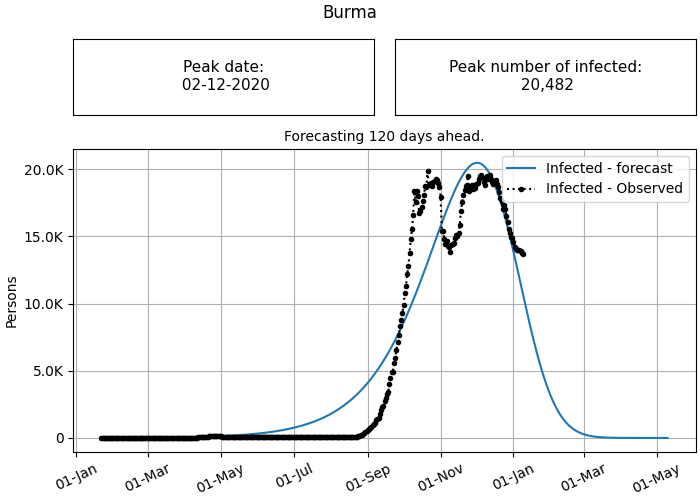 Burma
Peak date:
02-12-2020
Peak number of infected:
20,482
Forecasting 120 days ahead.
Infected - forecast
Infected - Observed
Persons
20.0K
15.0K
10.0K
5.0K
0
01-Jan
01-Mar
01-May
01-Jul
01-Sep
01-Nov
01-Jan
01-Mar
01-May